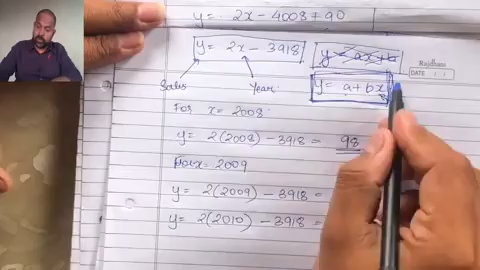 y = 2x - 4008 + 90
y = 2x - 3918
y = ax + b
Rajdhani
DATE
y = a + bx
Sales
Year
For x = 2008
y = 2(2008) - 3918 = 98
For x = 2009
y = 2(2009) - 3918 =
y = 2(2010) - 3918 =